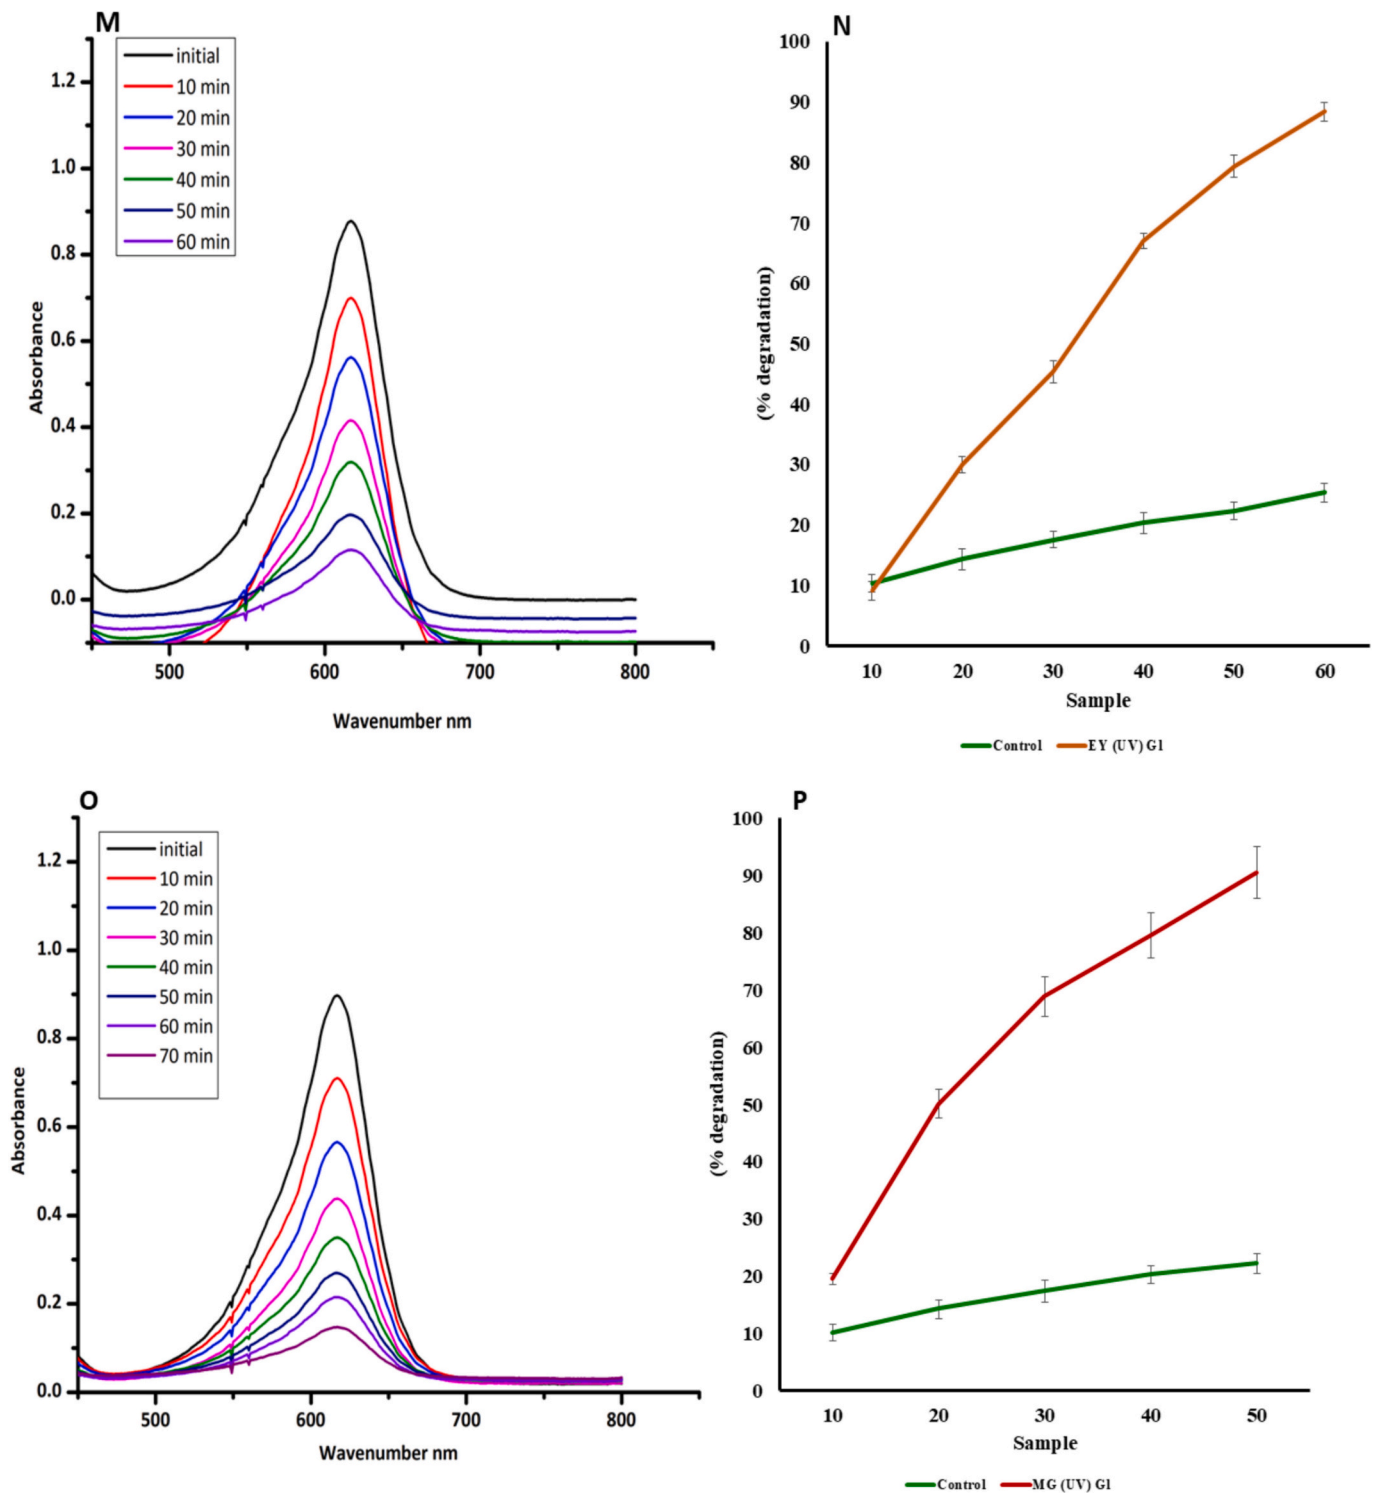 M
initial
10 min
20 min
30 min
40 min
50 min
60 min
1.2
1.0
0.8
0.6
0.4
0.2
0.0
Absorbance
500 600 700 800
Wavenumber nm
N
100
90
80
70
60
50
40
30
20
10
0
(% degradation)
10 20 30 40 50 60
Sample
Control EY (UV) G1
O
initial
10 min
20 min
30 min
40 min
50 min
60 min
70 min
1.2
1.0
0.8
0.6
0.4
0.2
0.0
Absorbance
500 600 700 800
Wavenumber nm
P
100
90
80
70
60
50
40
30
20
10
0
(% degradation)
10 20 30 40 50
Sample
Control MG (UV) G1